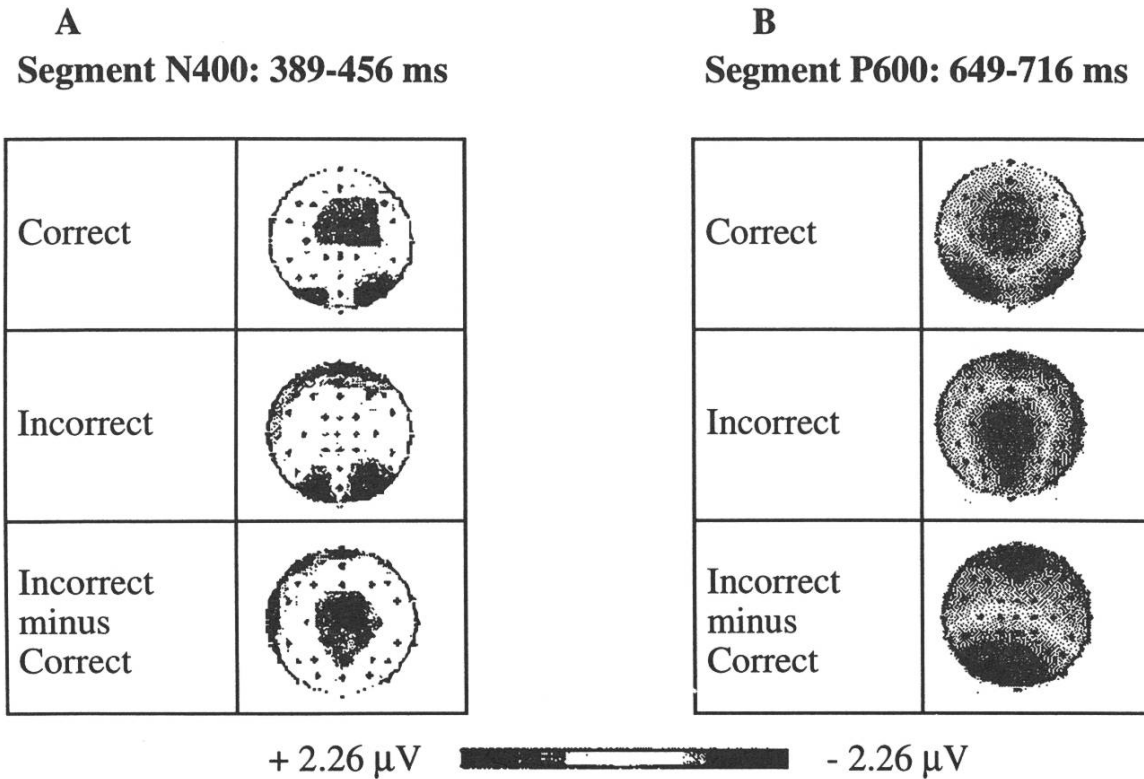 A
Segment N400: 389-456 ms
Correct
Incorrect
Incorrect
minus
Correct
B
Segment P600: 649-716 ms
Correct
Incorrect
Incorrect
minus
Correct
+ 2.26 µV
- 2.26 µV